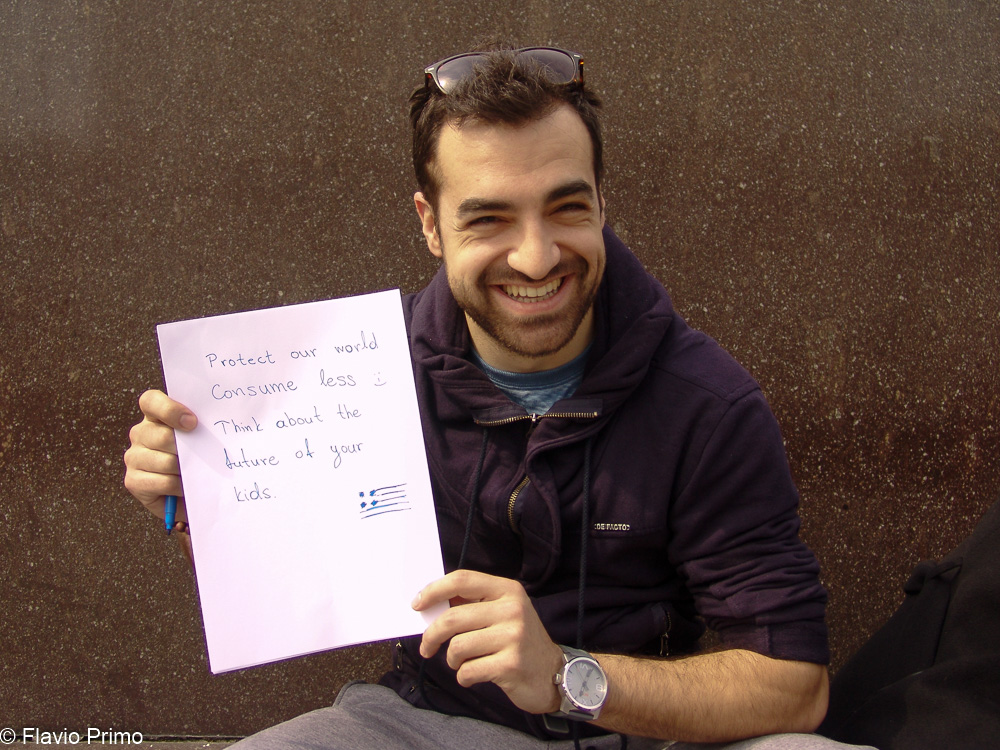 Protect our world
Consume less :)
Think about the
future of your
kids.
DE FACTO
© Flavio Primo